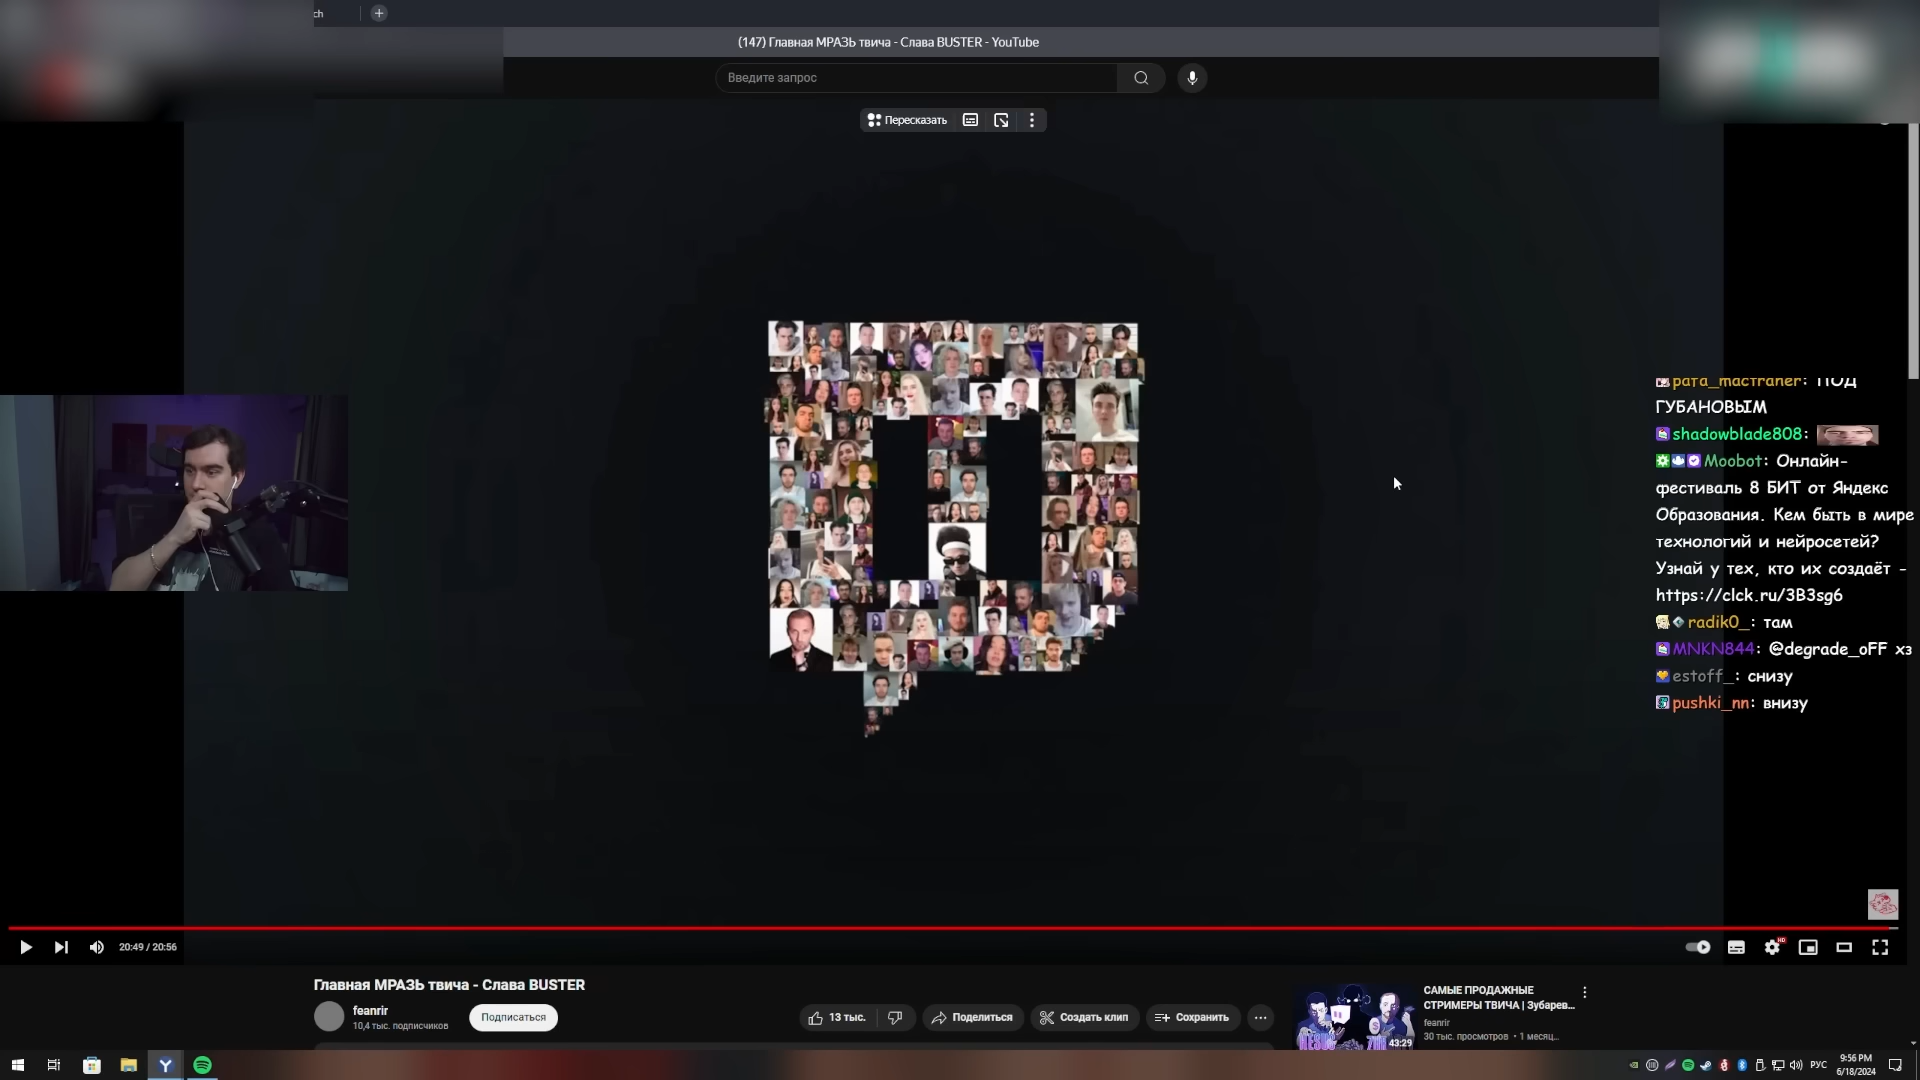 ch
(147) Главная МРАЗЬ твича - Слава BUSTER - YouTube
Введите запрос
Пересказать
pafa_mactraher: ПОД
ГУБАНОВЫМ
shadowblade808:
Moobot: Онлайн-
фестиваль 8 БИТ от Яндекс
Образования. Кем быть в мире
технологий и нейросетей?
Узнай у тех, кто их создаёт -
https://clck.ru/3B3sg6
radik0_: там
MNKN844: @degrade_oFF хз
estoff_: снизу
pushki_nn: внизу
20:49 / 20:56
HD
Главная МРАЗЬ твича - Слава BUSTER
feanrir
10,4 тыс. подписчиков
Подписаться
13 тыс.
Поделиться
Создать клип
Сохранить
САМЫЕ ПРОДАЖНЫЕ
СТРИМЕРЫ ТВИЧА | Зубарев...
feanrir
30 тыс. просмотров • 1 месяц...
43:29
РУС
9:56 PM
6/18/2024